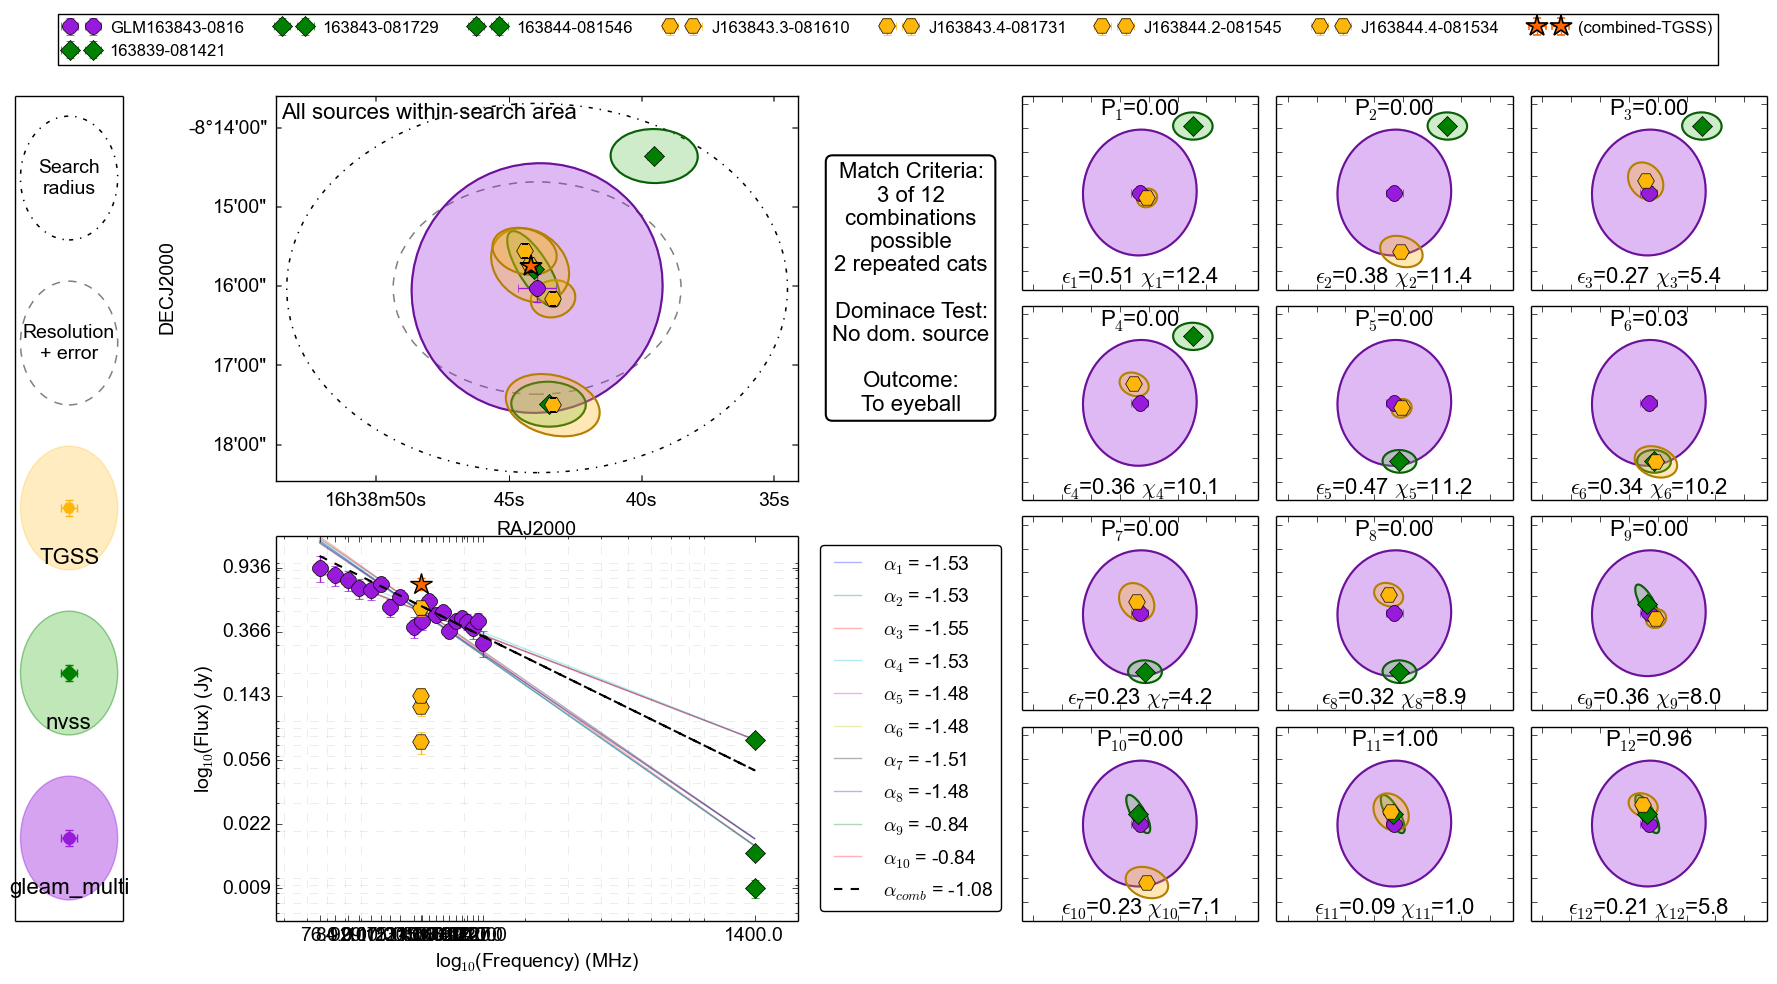 GLM163843-0816
163843-081729
163844-081546
J163843.3-081610
J163843.4-081731
J163844.2-081545
J163844.4-081534
(combined-TGSS)
163839-081421
Search
radius
Resolution
+ error
TGSS
nvss
gleam_multi
All sources within search area
DECJ2000
-8°14'00"
15'00"
16'00"
17'00"
18'00"
16h38m50s
45s
40s
35s
RAJ2000
Match Criteria:
3 of 12
combinations
possible
2 repeated cats
Dominace Test:
No dom. source
Outcome:
To eyeball
log10(Flux) (Jy)
0.936
0.366
0.143
0.056
0.022
0.009
1400.0
log10(Frequency) (MHz)
α1 = -1.53
α2 = -1.53
α3 = -1.55
α4 = -1.53
α5 = -1.48
α6 = -1.48
α7 = -1.51
α8 = -1.48
α9 = -0.84
α10 = -0.84
αcomb = -1.08
P1=0.00
ϵ1=0.51 χ1=12.4
P2=0.00
ϵ2=0.38 χ2=11.4
P3=0.00
ϵ3=0.27 χ3=5.4
P4=0.00
ϵ4=0.36 χ4=10.1
P5=0.00
ϵ5=0.47 χ5=11.2
P6=0.03
ϵ6=0.34 χ6=10.2
P7=0.00
ϵ7=0.23 χ7=4.2
P8=0.00
ϵ8=0.32 χ8=8.9
P9=0.00
ϵ9=0.36 χ9=8.0
P10=0.00
ϵ10=0.23 χ10=7.1
P11=1.00
ϵ11=0.09 χ11=1.0
P12=0.96
ϵ12=0.21 χ12=5.8